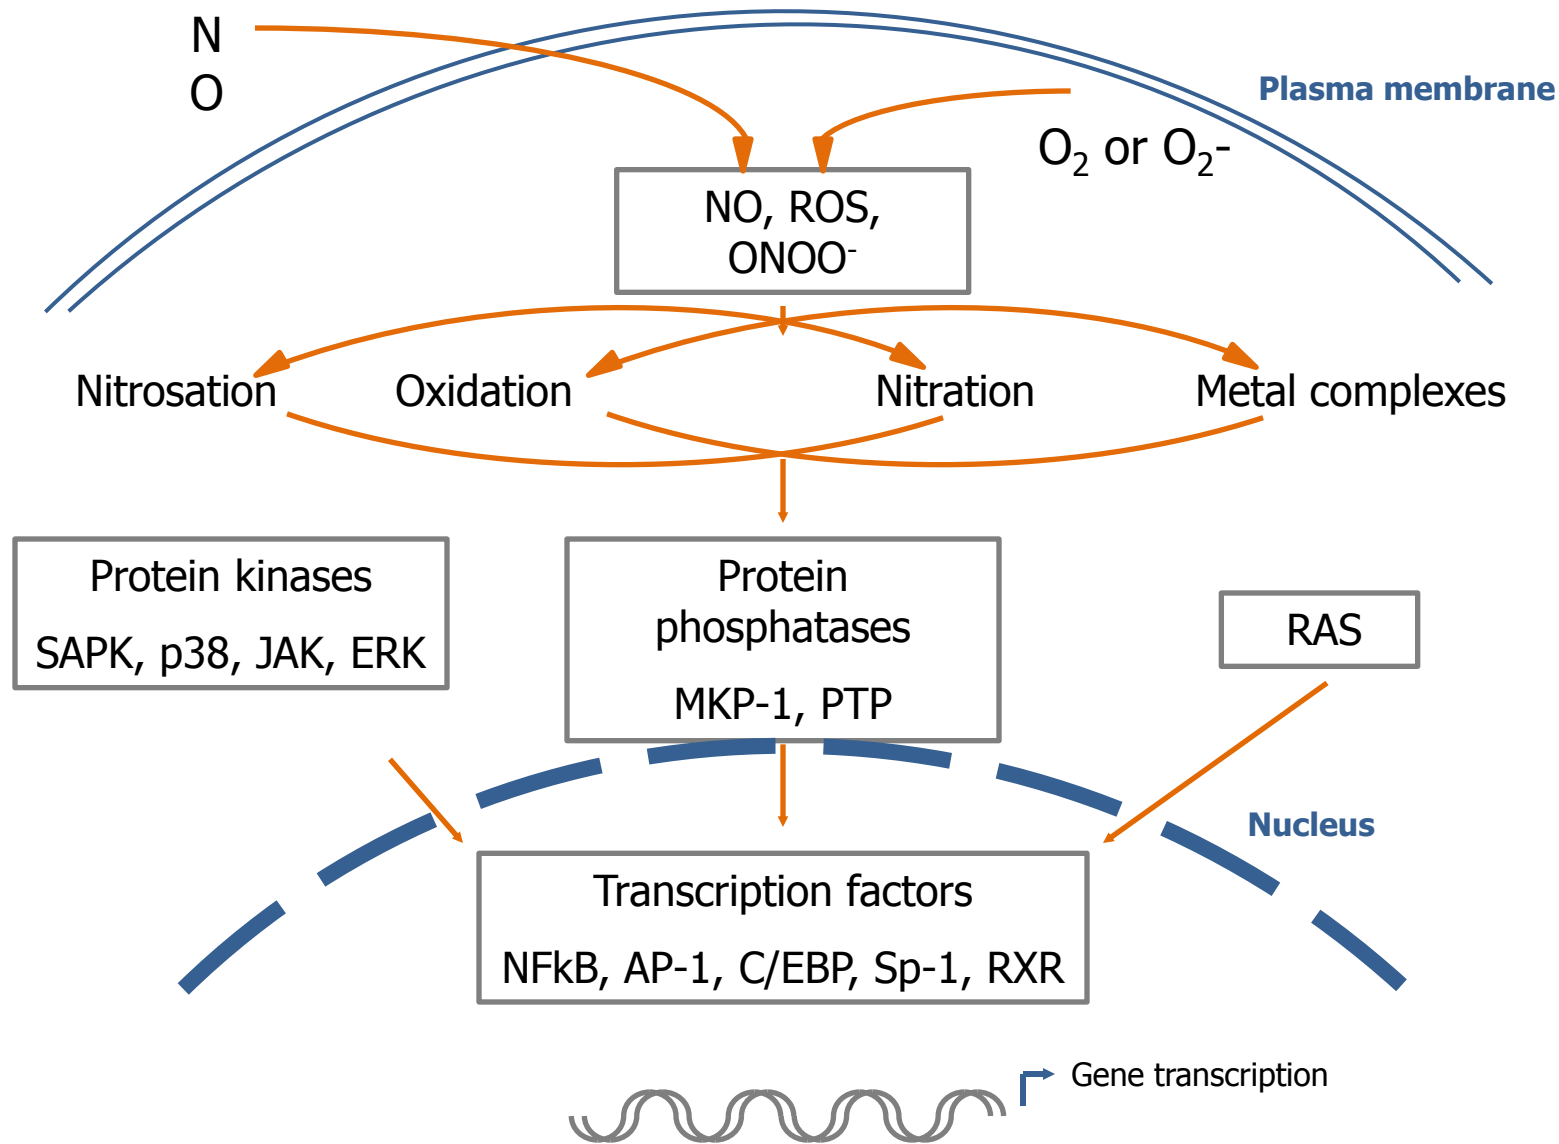 N
O
Plasma membrane
O₂ or O₂-
NO, ROS,
ONOO⁻
Nitrosation
Oxidation
Nitration
Metal complexes
Protein kinases
SAPK, p38, JAK, ERK
Protein
phosphatases
MKP-1, PTP
RAS
Nucleus
Transcription factors
NFkB, AP-1, C/EBP, Sp-1, RXR
Gene transcription